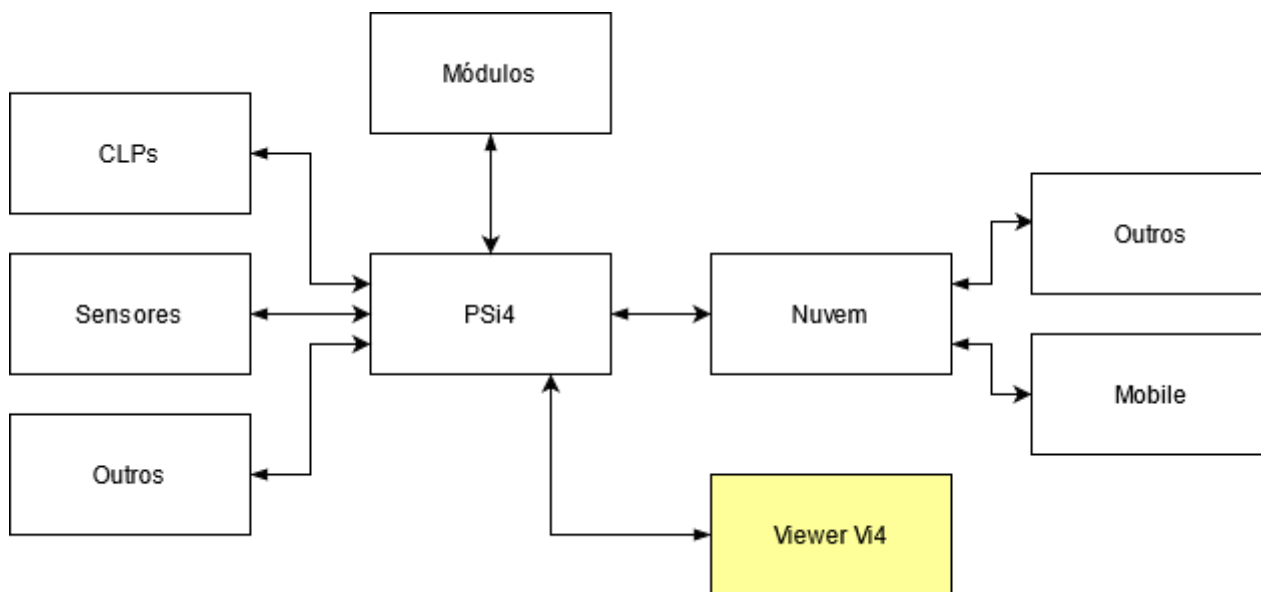 Módulos
CLPs
Outros
Sensores
PSi4
Nuvem
Mobile
Outros
Viewer Vi4